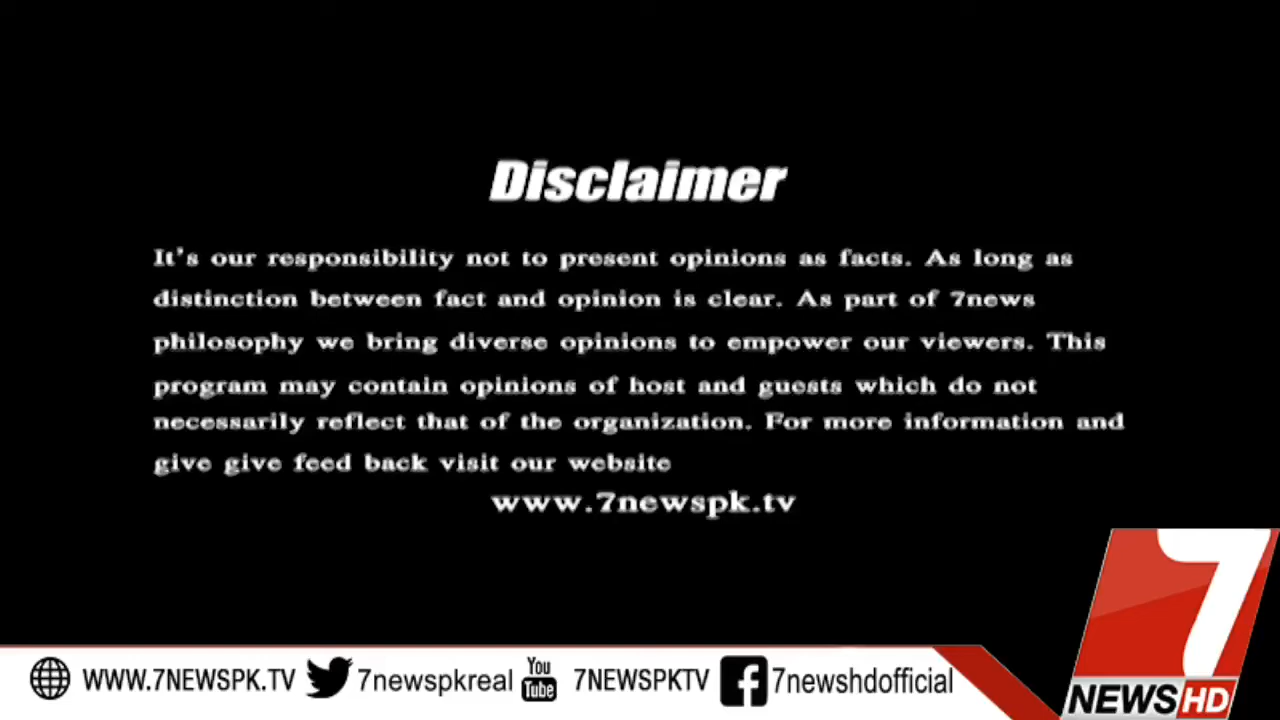 Disclaimer
It's our responsibility not to present opinions as facts. As long as
distinction between fact and opinion is clear. As part of 7news
philosophy we bring diverse opinions to empower our viewers. This
program may contain opinions of host and guests which do not
necessarily reflect that of the organization. For more information and
give give feed back visit our website
www.7newspk.tv
7
NEWS HD
WWW.7NEWSPK.TV 7newspkreal You Tube 7NEWSPKTV f 7newshdofficial